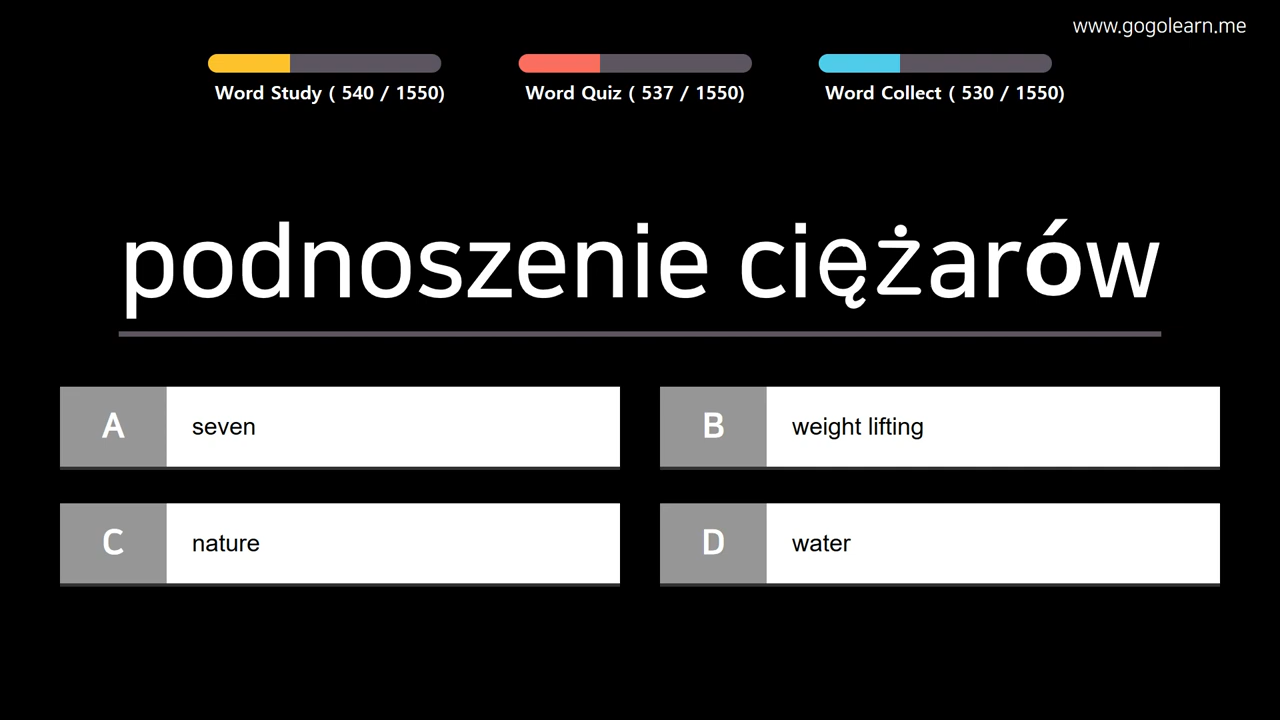 www.gogolearn.me
Word Study ( 540 / 1550)
Word Quiz ( 537 / 1550)
Word Collect ( 530 / 1550)
podnoszenie ciężarów
A seven
B weight lifting
C nature
D water